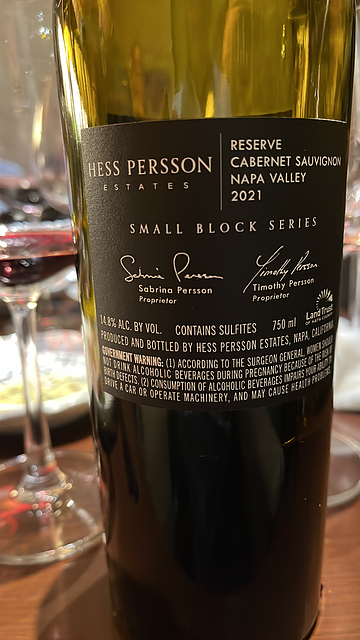 HESS PERSSON
ESTATES
RESERVE
CABERNET SAUVIGNON
NAPA VALLEY
2021
SMALL BLOCK SERIES
Sabrina Persson
Sabrina Persson
Proprietor
Timothy Persson
Timothy Persson
Proprietor
Land Trust
14.8% ALC. BY VOL. CONTAINS SULFITES 750 ml
PRODUCED AND BOTTLED BY HESS PERSSON ESTATES, NAPA, CALIFORNIA
GOVERNMENT WARNING: (1) ACCORDING TO THE SURGEON GENERAL, WOMEN SHOULD
NOT DRINK ALCOHOLIC BEVERAGES DURING PREGNANCY BECAUSE OF THE RISK OF
BIRTH DEFECTS. (2) CONSUMPTION OF ALCOHOLIC BEVERAGES IMPAIRS YOUR ABILITY TO
DRIVE A CAR OR OPERATE MACHINERY, AND MAY CAUSE HEALTH PROBLEMS.